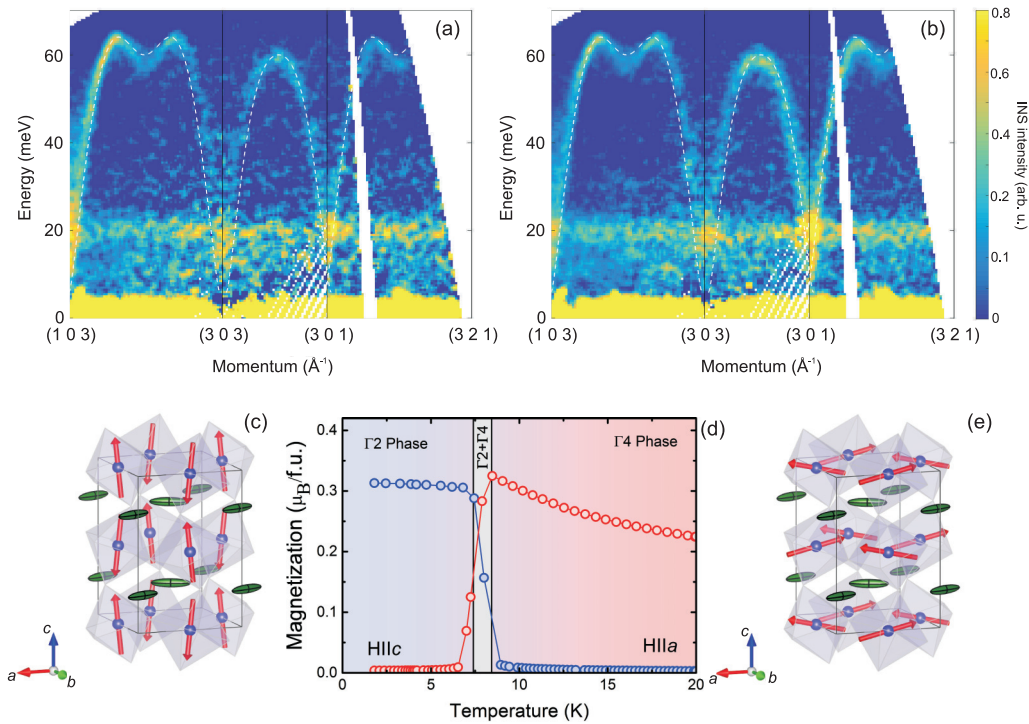 (a)
60
40
20
0
Energy (meV)
(1 0 3)
(3 0 3)
(3 0 1)
(3 2 1)
Momentum (Å⁻¹)
(b)
60
40
20
0
Energy (meV)
(1 0 3)
(3 0 3)
(3 0 1)
(3 2 1)
Momentum (Å⁻¹)
0.8
0.6
0.4
0.2
0
INS intensity (arb. u.)
(c)
c
a
b
(d)
0.4
0.3
0.2
0.1
0.0
Magnetization (μB/f.u.)
Γ2 Phase
Γ2+Γ4
Γ4 Phase
HIIc
HIIa
0
5
10
15
20
Temperature (K)
(e)
c
a
b